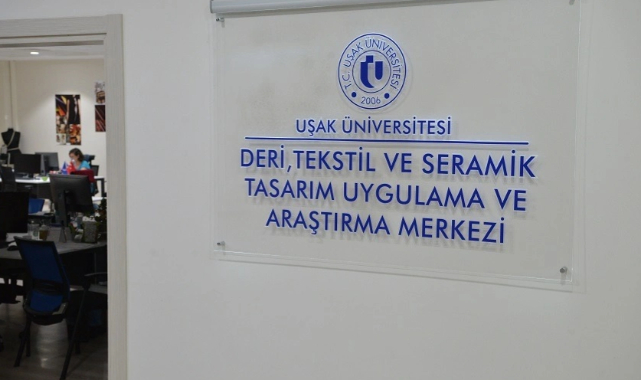 T.C. UŞAK ÜNİVERSİTESİ
2006
UŞAK ÜNİVERSİTESİ
DERİ,TEKSTİL VE SERAMİK
TASARIM UYGULAMA VE
ARAŞTIRMA MERKEZİ